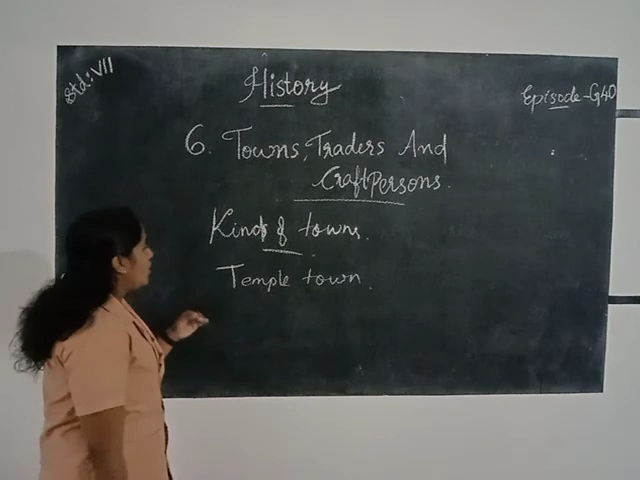 Std: VII
History
Episode-G40
6. Towns, Traders And
CraftPersons.
Kinds of towns.
Temple town.